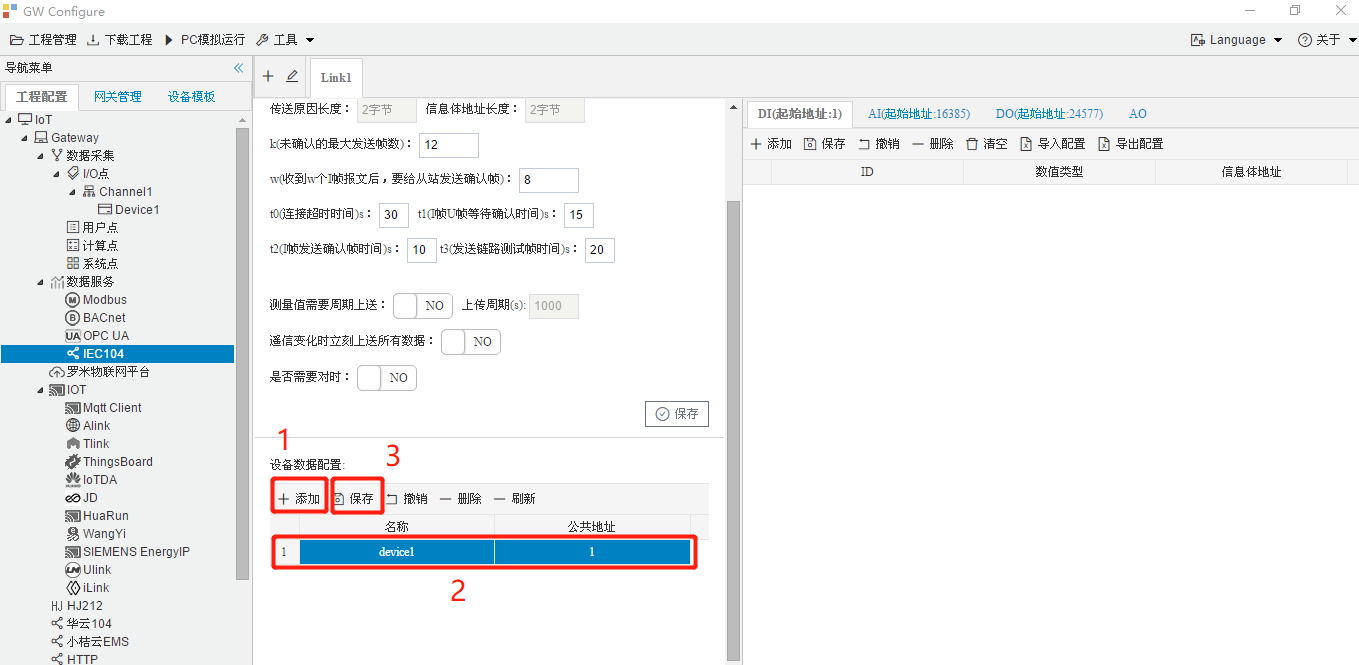 GW Configure
工程管理 下载工程 PC模拟运行 工具 Language 关于
导航菜单
工程配置 网关管理 设备模板
IoT
Gateway
数据采集
I/O点
Channel1
Device1
用户点
计算点
系统点
数据服务
Modbus
BACnet
OPC UA
IEC104
罗米物联网平台
IOT
Mqtt Client
Alink
Tlink
ThingsBoard
IoTDA
JD
HuaRun
WangYi
SIEMENS EnergyIP
Ulink
iLink
HJ212
华云104
小桔云EMS
HTTP
Link1
传送原因长度： 2字节 信息体地址长度： 2字节
k(未确认的最大发送帧数)： 12
w(收到w个I帧报文后，要给从站发送确认帧)： 8
t0(连接超时时间)s： 30 t1(I帧U帧等待确认时间)s： 15
t2(I帧发送确认帧时间)s： 10 t3(发送链路测试帧时间)s： 20
测量值需要周期上送： NO 上传周期(s): 1000
遥信变化时立刻上送所有数据： NO
是否需要对时： NO
保存
1
3
设备数据配置:
添加 保存 撤销 删除 刷新
名称 公共地址
1 device1 1
2
DI(起始地址:1) AI(起始地址:16385) DO(起始地址:24577) AO
添加 保存 撤销 删除 清空 导入配置 导出配置
ID 数值类型 信息体地址